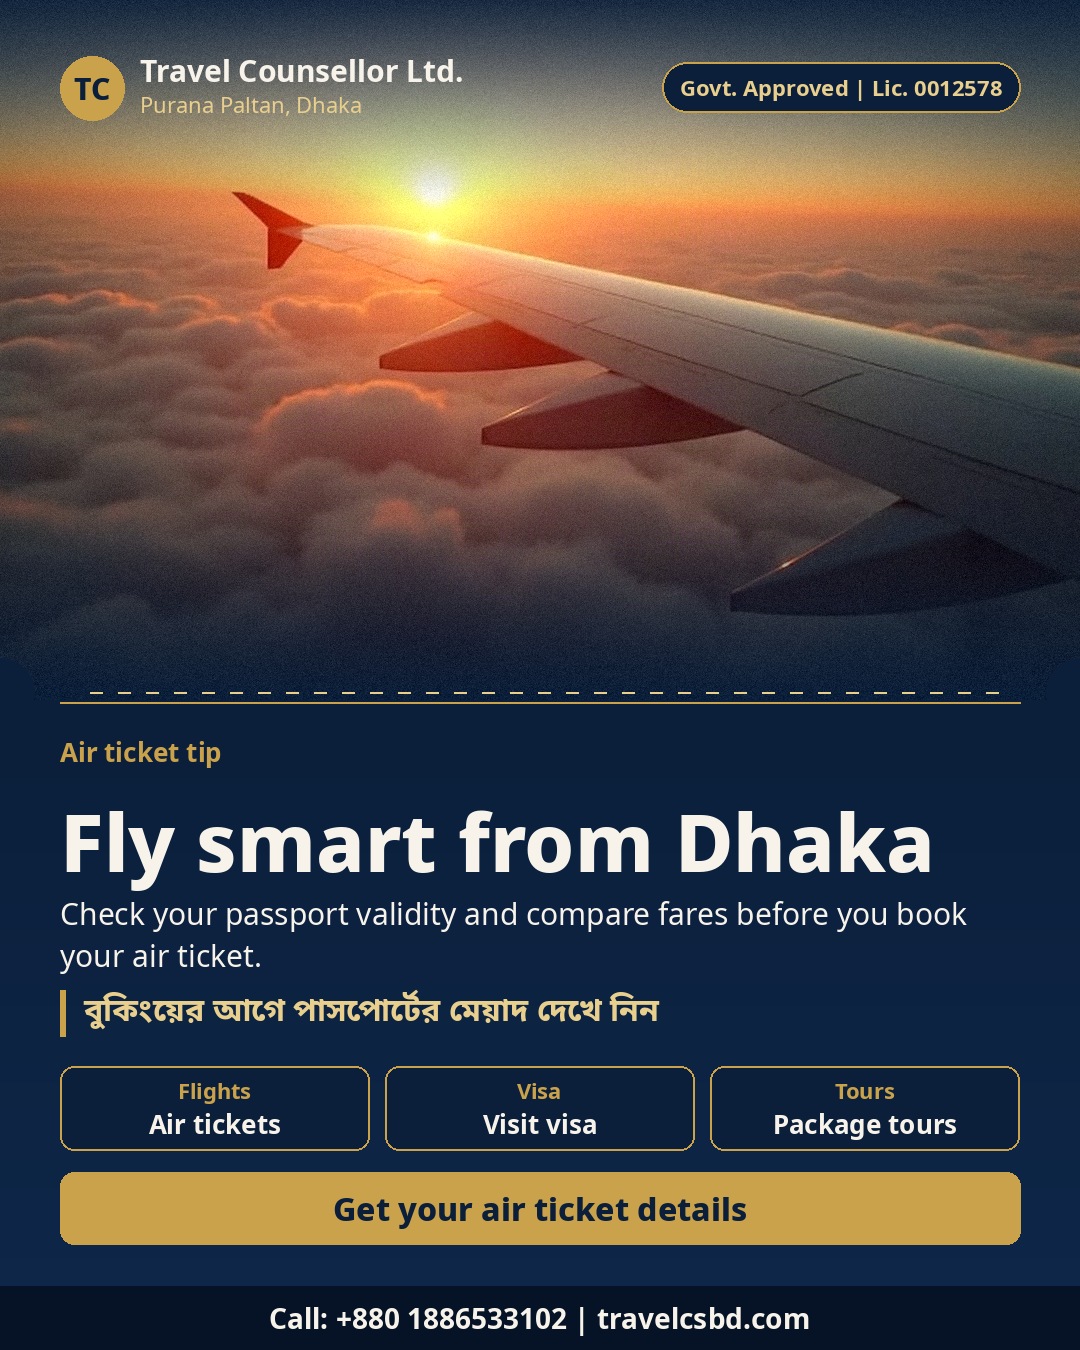 TC
Travel Counsellor Ltd.
Purana Paltan, Dhaka
Govt. Approved | Lic. 0012578
Air ticket tip
Fly smart from Dhaka
Check your passport validity and compare fares before you book
your air ticket.
বুকিংয়ের আগে পাসপোর্টের মেয়াদ দেখে নিন
Flights
Air tickets
Visa
Visit visa
Tours
Package tours
Get your air ticket details
Call: +880 1886533102 | travelcsbd.com